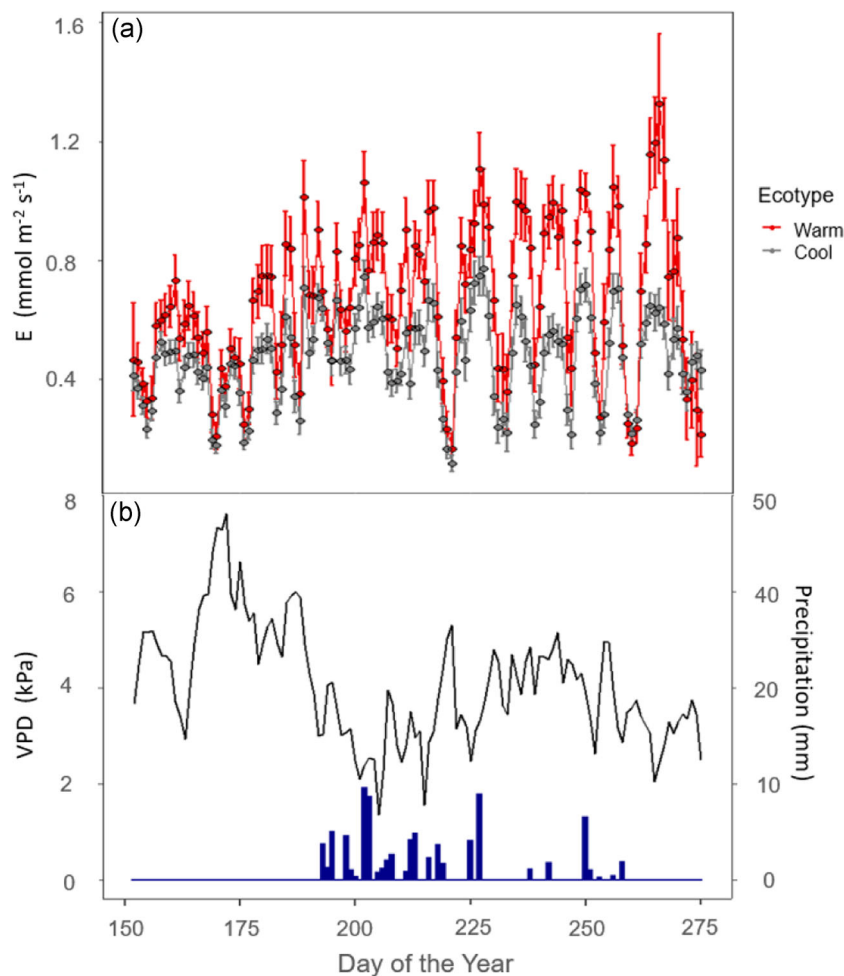 (a)
1.6
1.2
0.8
0.4
E (mmol m⁻² s⁻¹)
Ecotype
Warm
Cool
(b)
8
6
4
2
0
VPD (kPa)
50
40
20
10
0
Precipitation (mm)
150 175 200 225 250 275
Day of the Year